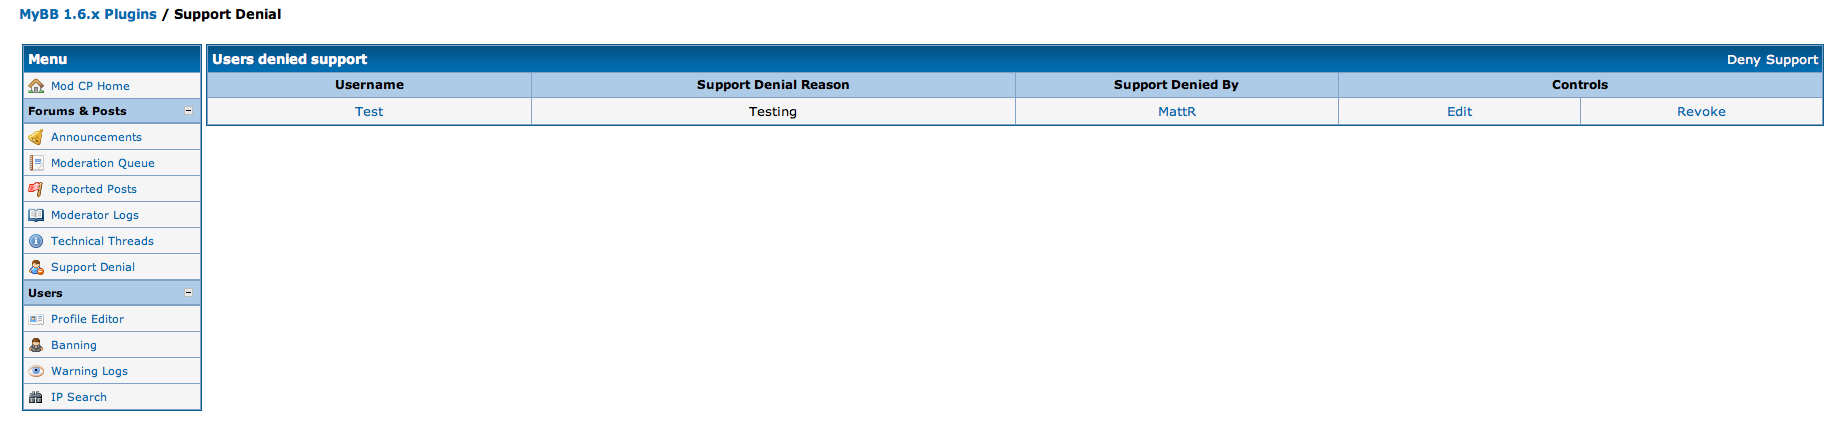 MyBB 1.6.x Plugins / Support Denial
Menu
Mod CP Home
Forums & Posts
Announcements
Moderation Queue
Reported Posts
Moderator Logs
Technical Threads
Support Denial
Users
Profile Editor
Banning
Warning Logs
IP Search
Users denied support Deny Support
Username Support Denial Reason Support Denied By Controls
Test Testing MattR Edit Revoke